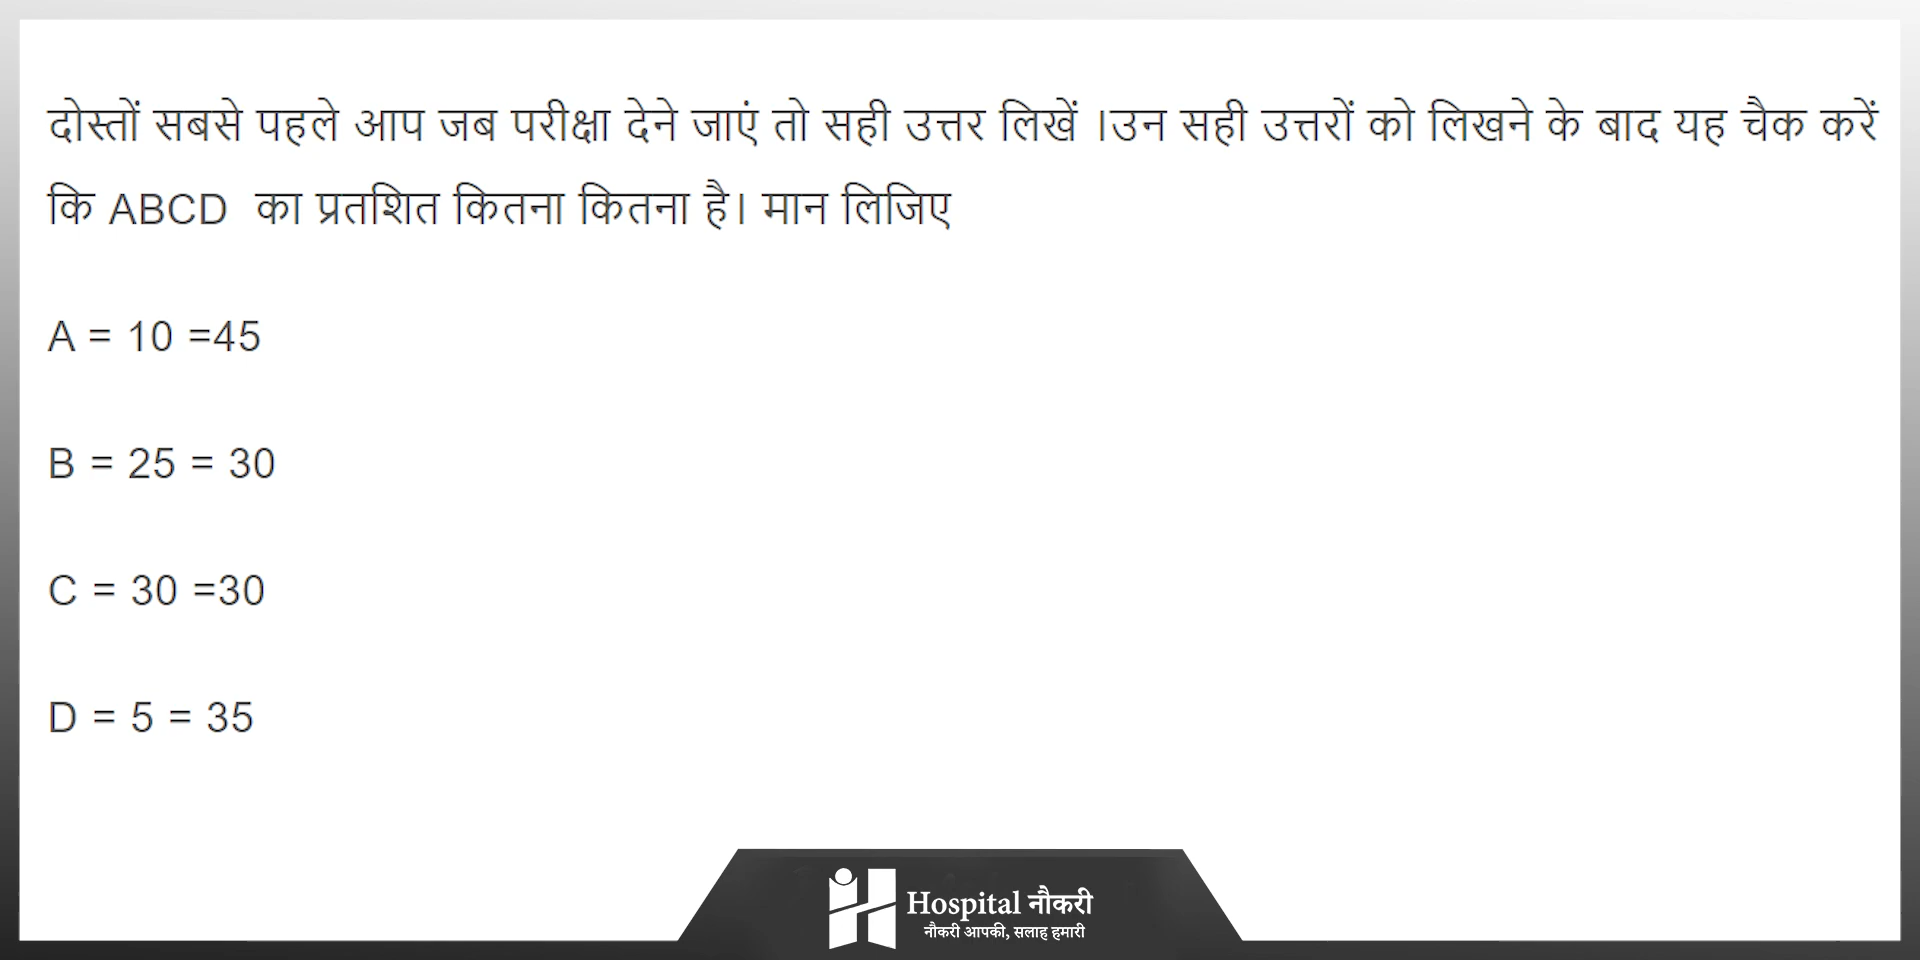 दोस्तों सबसे पहले आप जब परीक्षा देने जाएं तो सही उत्तर लिखें ।उन सही उत्तरों को लिखने के बाद यह चैक करें
कि ABCD का प्रतशित कितना कितना है। मान लिजिए
A = 10 =45
B = 25 = 30
C = 30 =30
D = 5 = 35
Hospital नौकरी
नौकरी आपकी, सलाह हमारी